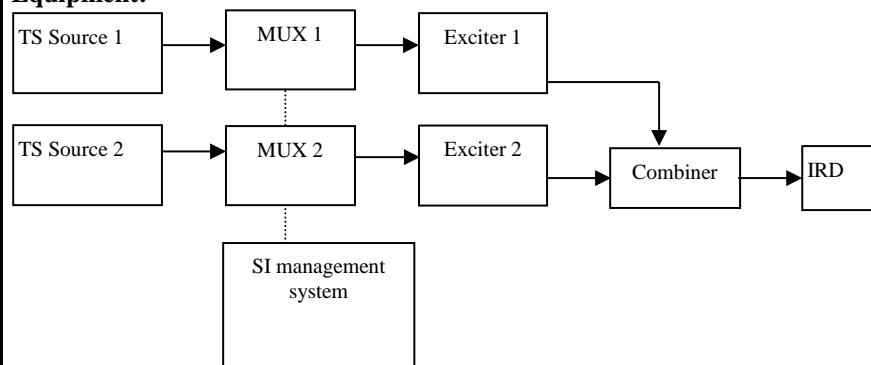 Equipment:
TS Source 1
MUX 1
Exciter 1
TS Source 2
MUX 2
Exciter 2
Combiner
IRD
SI management
system